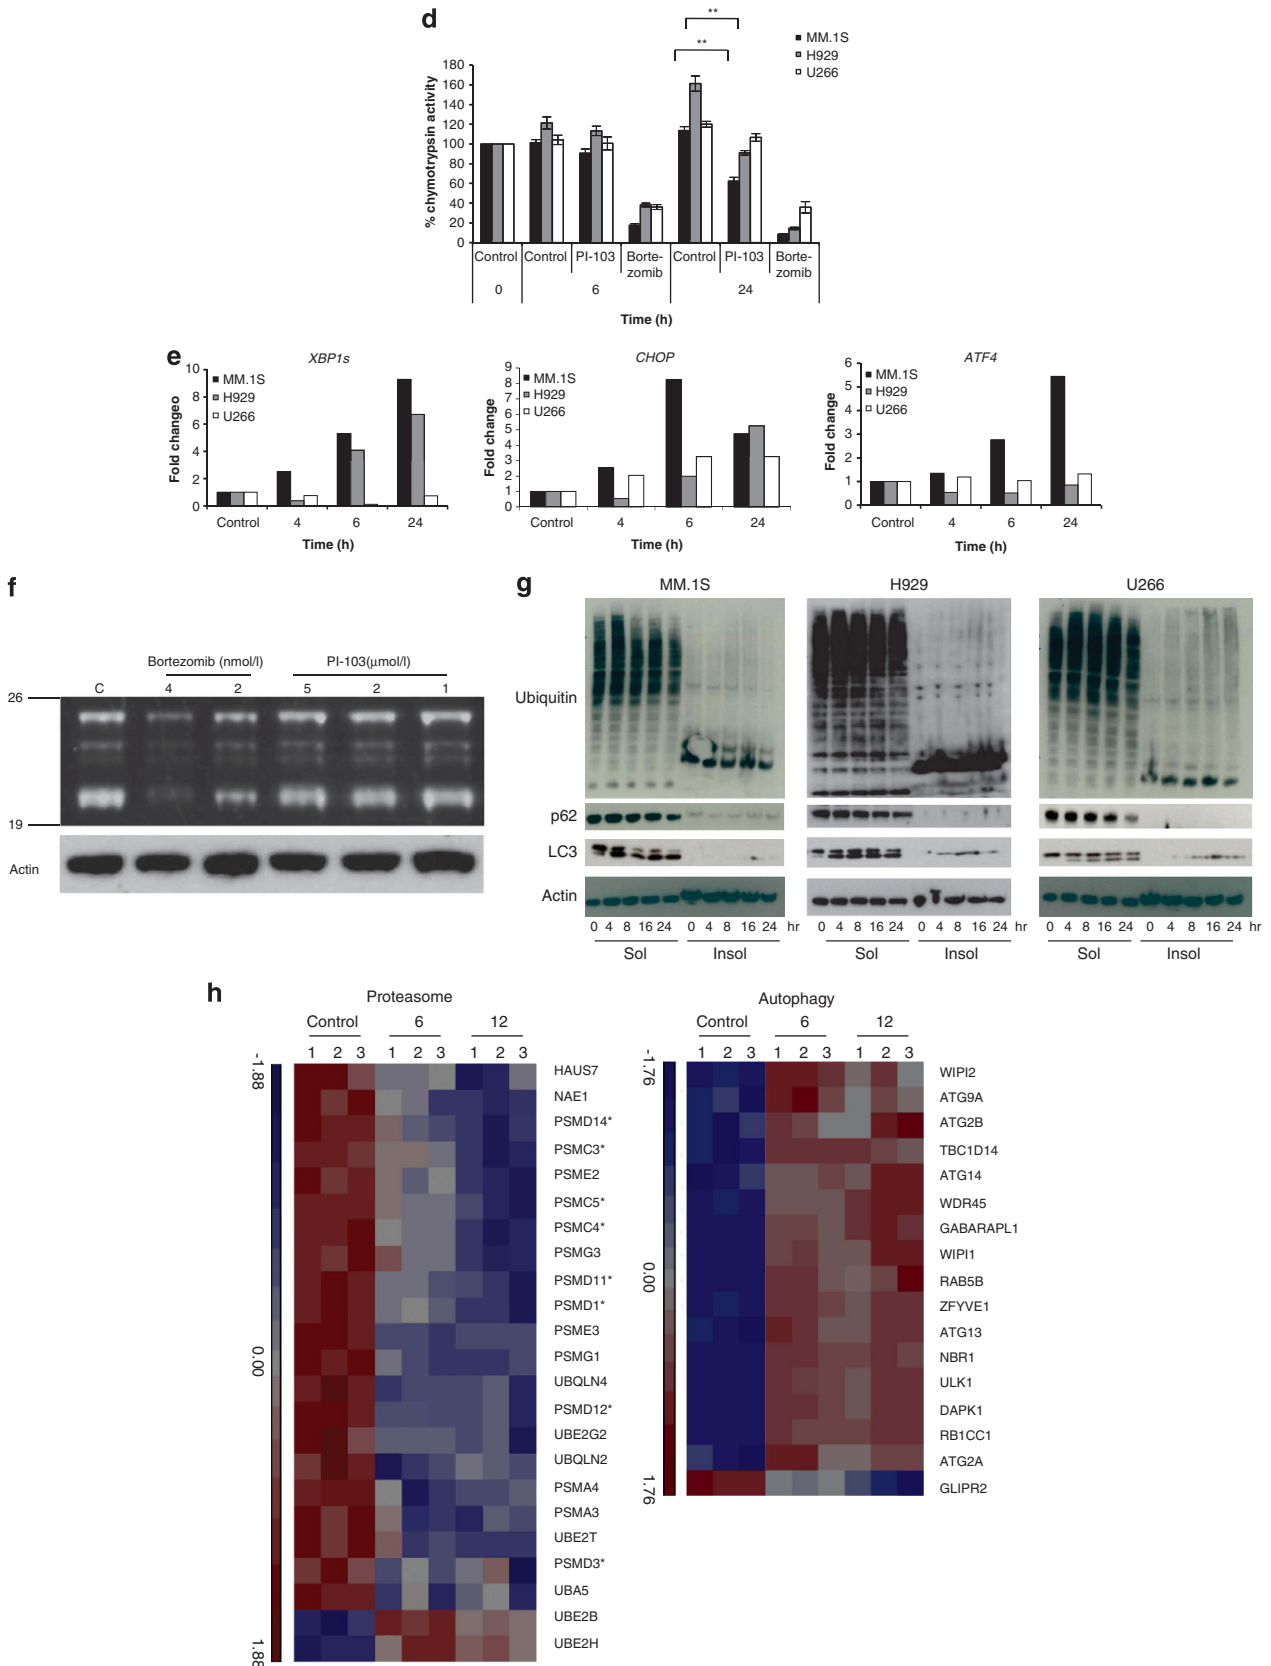 d
**
**
MM.1S
H929
U266
% chymotrypsin activity
180
160
140
120
100
80
60
40
20
0
Control Control PI-103 Borte-zomib Control PI-103 Borte-zomib
0 6 24
Time (h)
e
XBP1s
Fold changeo
10
8
6
4
2
0
MM.1S
H929
U266
Control 4 6 24
Time (h)
CHOP
Fold change
9
8
7
6
5
4
3
2
1
0
MM.1S
H929
U266
Control 4 6 24
Time (h)
ATF4
Fold change
6
5
4
3
2
1
0
MM.1S
H929
U266
Control 4 6 24
Time (h)
f
Bortezomib (nmol/l) PI-103(μmol/l)
C 4 2 5 2 1
26
19
Actin
g
MM.1S H929 U266
Ubiquitin
p62
LC3
Actin
0 4 8 16 24 0 4 8 16 24 hr 0 4 8 16 24 0 4 8 16 24 hr 0 4 8 16 24 0 4 8 16 24 hr
Sol Insol Sol Insol Sol Insol
h
Proteasome
Control 6 12
1 2 3 1 2 3 1 2 3
-1.88
0.00
1.88
HAUS7
NAE1
PSMD14*
PSMC3*
PSME2
PSMC5*
PSMC4*
PSMG3
PSMD11*
PSMD1*
PSME3
PSMG1
UBQLN4
PSMD12*
UBE2G2
UBQLN2
PSMA4
PSMA3
UBE2T
PSMD3*
UBA5
UBE2B
UBE2H
Autophagy
Control 6 12
1 2 3 1 2 3 1 2 3
-1.76
0.00
1.76
WIPI2
ATG9A
ATG2B
TBC1D14
ATG14
WDR45
GABARAPL1
WIPI1
RAB5B
ZFYVE1
ATG13
NBR1
ULK1
DAPK1
RB1CC1
ATG2A
GLIPR2